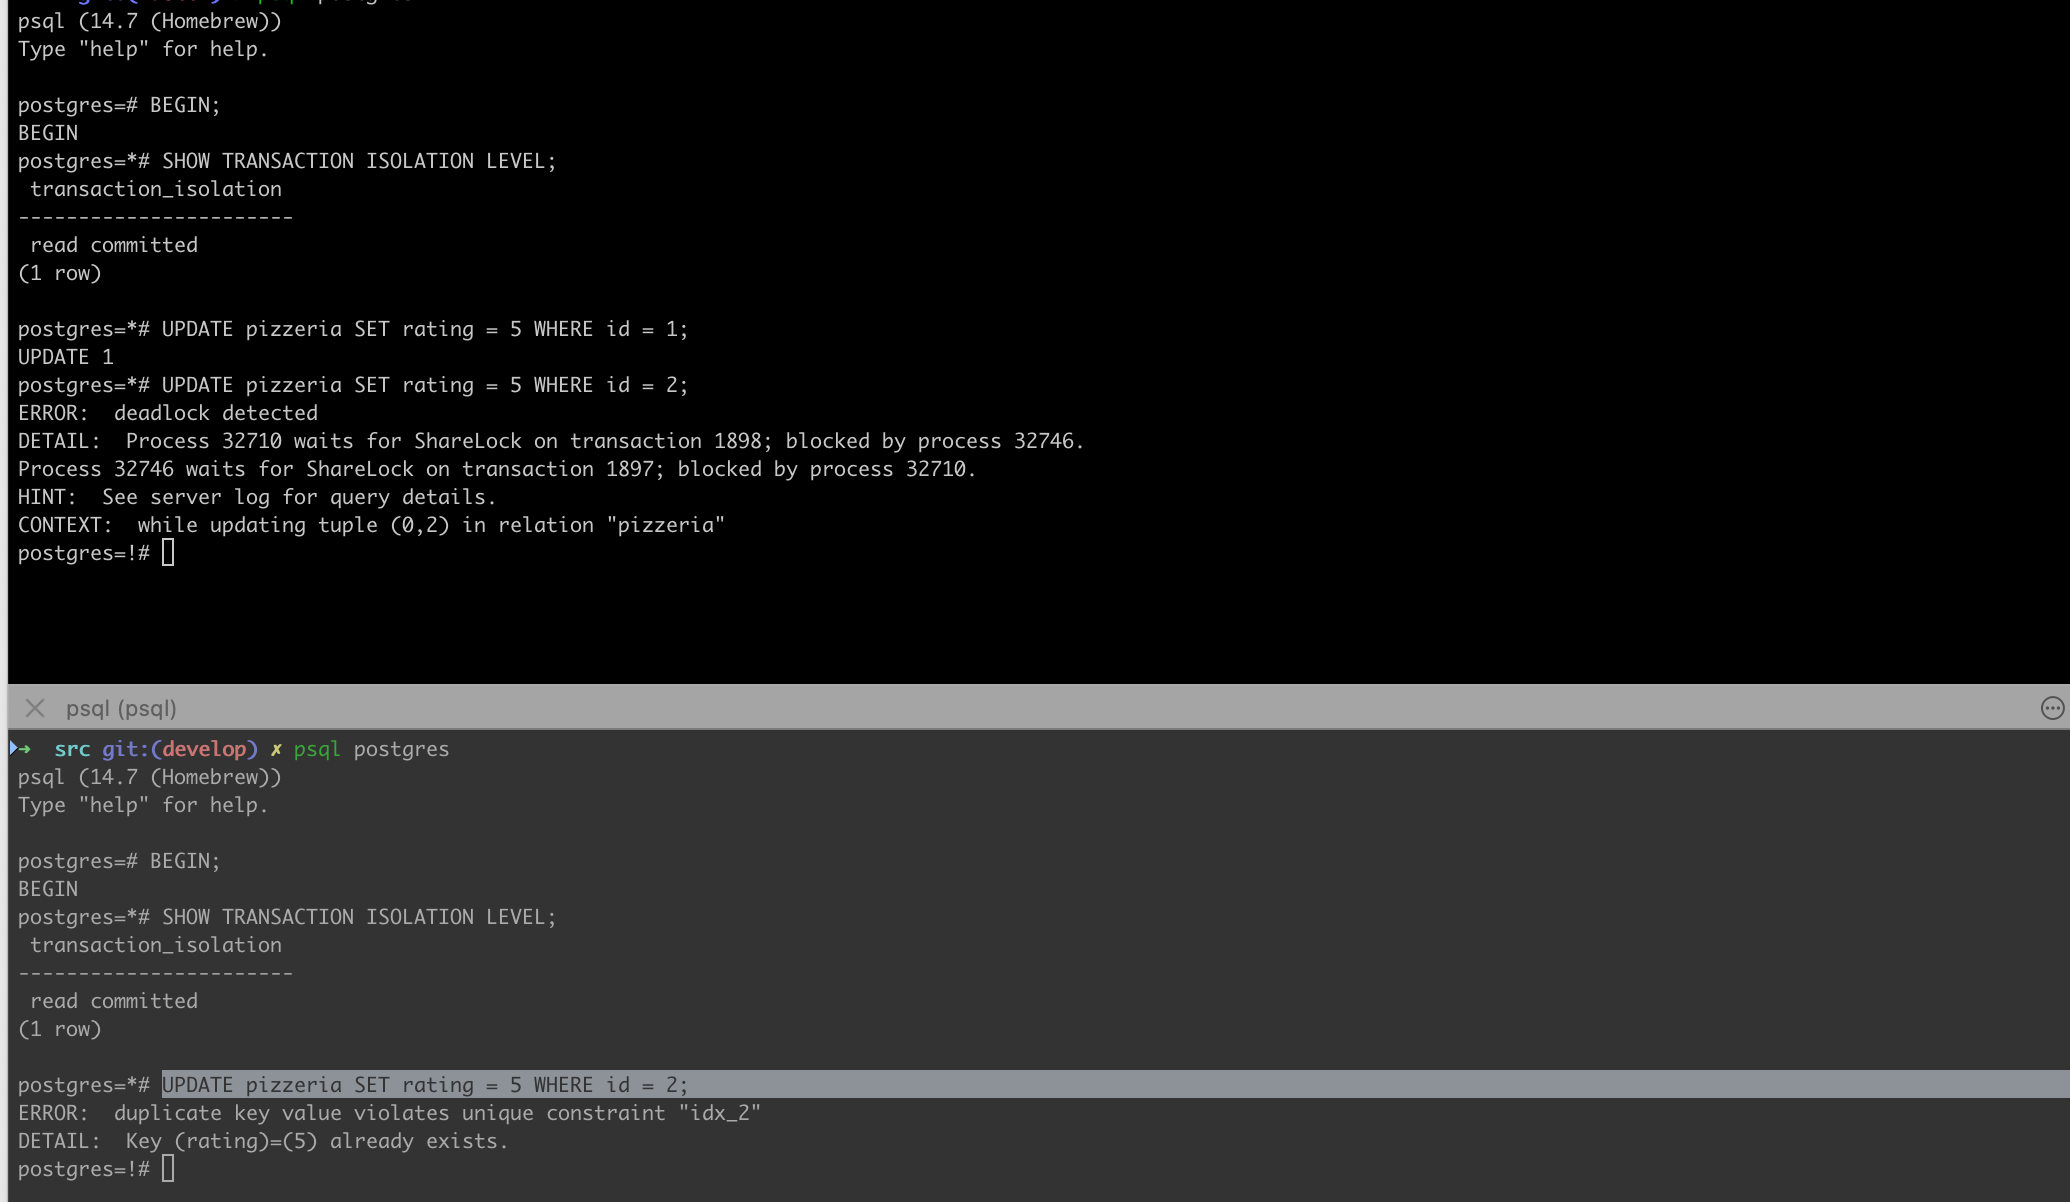 psql (14.7 (Homebrew))
Type "help" for help.
postgres=# BEGIN;
BEGIN
postgres=*# SHOW TRANSACTION ISOLATION LEVEL;
transaction_isolation
-----------------------
read committed
(1 row)
postgres=*# UPDATE pizzeria SET rating = 5 WHERE id = 1;
UPDATE 1
postgres=*# UPDATE pizzeria SET rating = 5 WHERE id = 2;
ERROR:  deadlock detected
DETAIL:  Process 32710 waits for ShareLock on transaction 1898; blocked by process 32746.
Process 32746 waits for ShareLock on transaction 1897; blocked by process 32710.
HINT:  See server log for query details.
CONTEXT:  while updating tuple (0,2) in relation "pizzeria"
postgres=!#
psql (psql)
➜  src git:(develop) ✗ psql postgres
psql (14.7 (Homebrew))
Type "help" for help.
postgres=# BEGIN;
BEGIN
postgres=*# SHOW TRANSACTION ISOLATION LEVEL;
transaction_isolation
-----------------------
read committed
(1 row)
postgres=*# UPDATE pizzeria SET rating = 5 WHERE id = 2;
ERROR:  duplicate key value violates unique constraint "idx_2"
DETAIL:  Key (rating)=(5) already exists.
postgres=!#